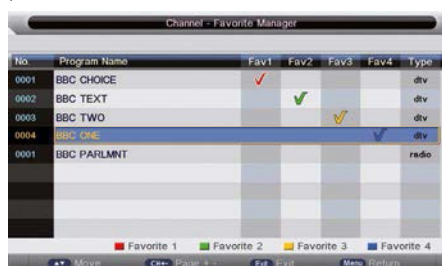 Channel - Favorite Manager
No. Program Name Fav1 Fav2 Fav3 Fav4 Type
0001 BBC CHOICE dtv
0002 BBC TEXT dtv
0003 BBC TWO dtv
0004 BBC ONE dtv
0001 BBC PARLMNT radio
Favorite 1 Favorite 2 Favorite 3 Favorite 4
Move CH+- Page + - Exit Exit Menu Return